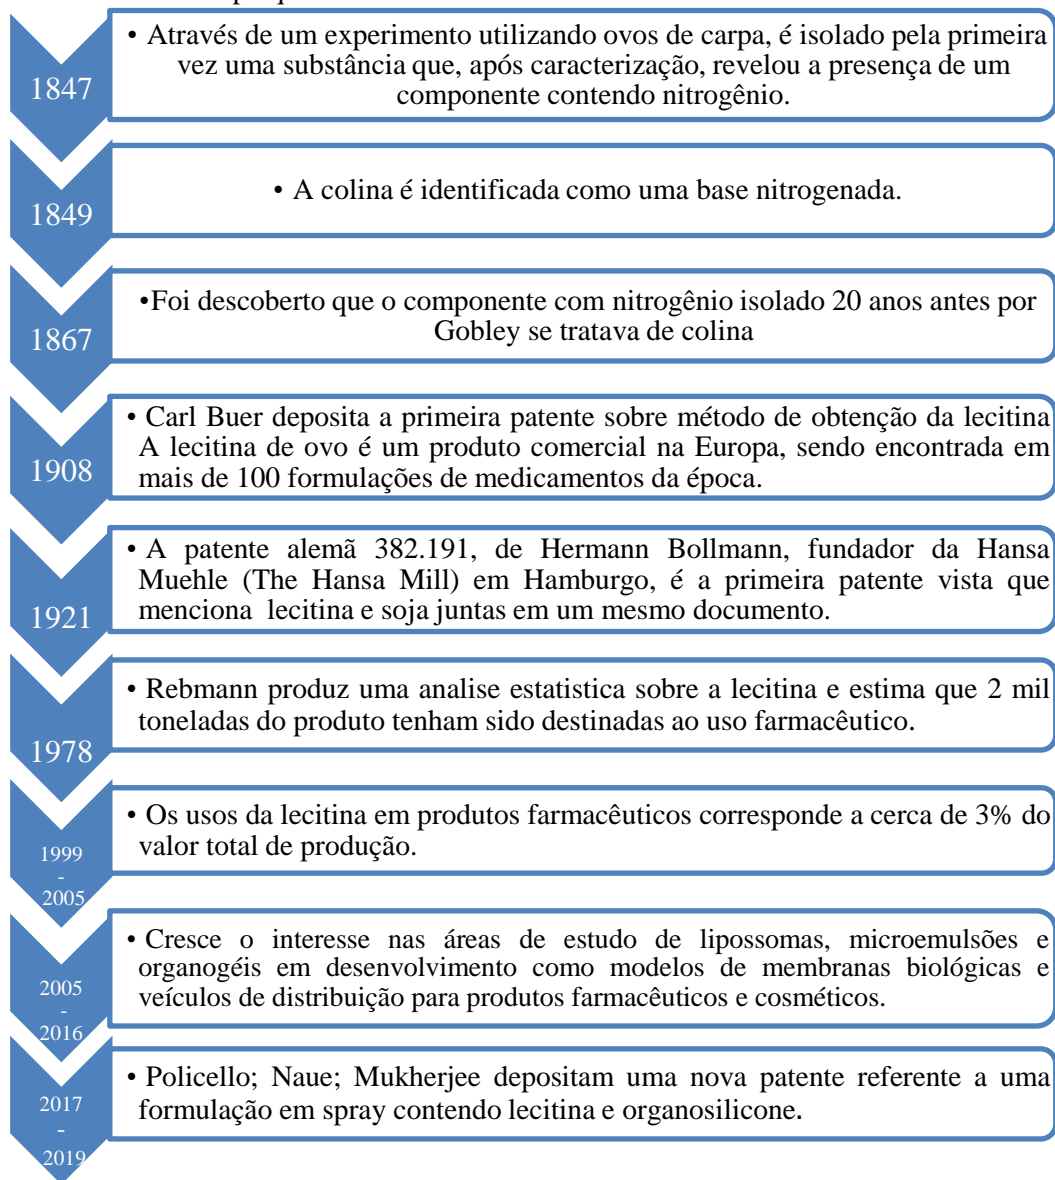 • Através de um experimento utilizando ovos de carpa, é isolado pela primeira
vez uma substância que, após caracterização, revelou a presença de um
componente contendo nitrogênio.
1847
• A colina é identificada como uma base nitrogenada.
1849
•Foi descoberto que o componente com nitrogênio isolado 20 anos antes por
Gobley se tratava de colina
1867
• Carl Buer deposita a primeira patente sobre método de obtenção da lecitina
A lecitina de ovo é um produto comercial na Europa, sendo encontrada em
mais de 100 formulações de medicamentos da época.
1908
• A patente alemã 382.191, de Hermann Bollmann, fundador da Hansa
Muehle (The Hansa Mill) em Hamburgo, é a primeira patente vista que
menciona lecitina e soja juntas em um mesmo documento.
1921
• Rebmann produz uma analise estatistica sobre a lecitina e estima que 2 mil
toneladas do produto tenham sido destinadas ao uso farmacêutico.
1978
• Os usos da lecitina em produtos farmacêuticos corresponde a cerca de 3% do
valor total de produção.
1999
-
2005
• Cresce o interesse nas áreas de estudo de lipossomas, microemulsões e
organogéis em desenvolvimento como modelos de membranas biológicas e
veículos de distribuição para produtos farmacêuticos e cosméticos.
2005
-
2016
• Policello; Naue; Mukherjee depositam uma nova patente referente a uma
formulação em spray contendo lecitina e organosilicone.
2017
-
2019